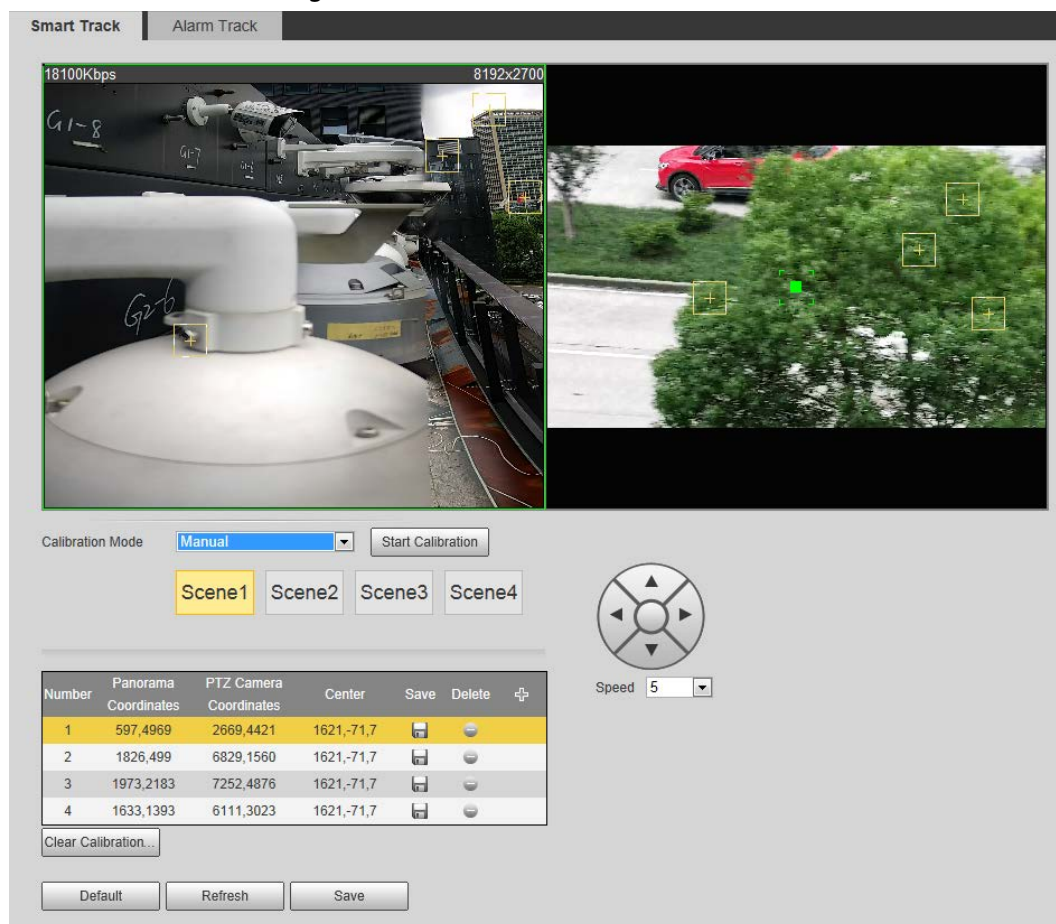 Smart Track
Alarm Track
18100Kbps
8192x2700
G1-8
G1-7
G1-6
G2-6
Calibration Mode
Manual
Start Calibration
Scene1
Scene2
Scene3
Scene4
Number Panorama Coordinates PTZ Camera Coordinates Center Save Delete
1 597,4969 2669,4421 1621,-71,7
2 1826,499 6829,1560 1621,-71,7
3 1973,2183 7252,4876 1621,-71,7
4 1633,1393 6111,3023 1621,-71,7
Speed 5
Clear Calibration...
Default
Refresh
Save